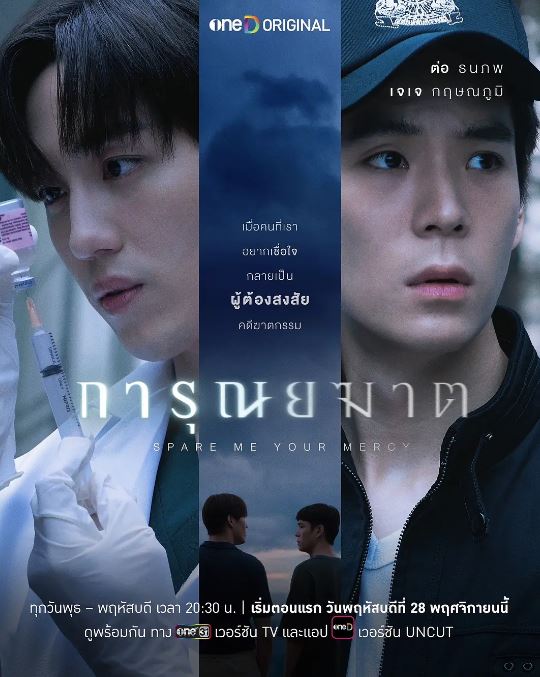 oneD ORIGINAL
ต่อ ธนภพ
เจเจ กฤษณภูมิ
เมื่อคนที่เรา
อยากเชื่อใจ
กลายเป็น
ผู้ต้องสงสัย
คดีฆาตกรรม
การุณยฆาต
SPARE ME YOUR MERCY
ทุกวันพุธ – พฤหัสบดี เวลา 20:30 น. | เริ่มตอนแรก วันพฤหัสบดีที่ 28 พฤศจิกายนนี้
ดูพร้อมกัน ทาง one31 เวอร์ชัน TV และแอป oneD เวอร์ชัน UNCUT